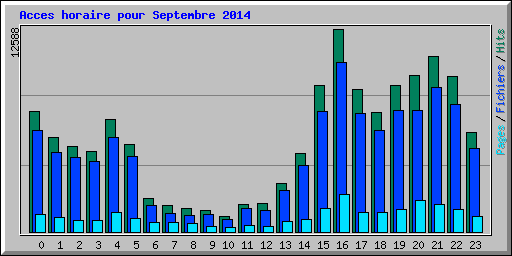 Acces horaire pour Septembre 2014
12588
Pages / Fichiers / Hits
0 1 2 3 4 5 6 7 8 9 10 11 12 13 14 15 16 17 18 19 20 21 22 23